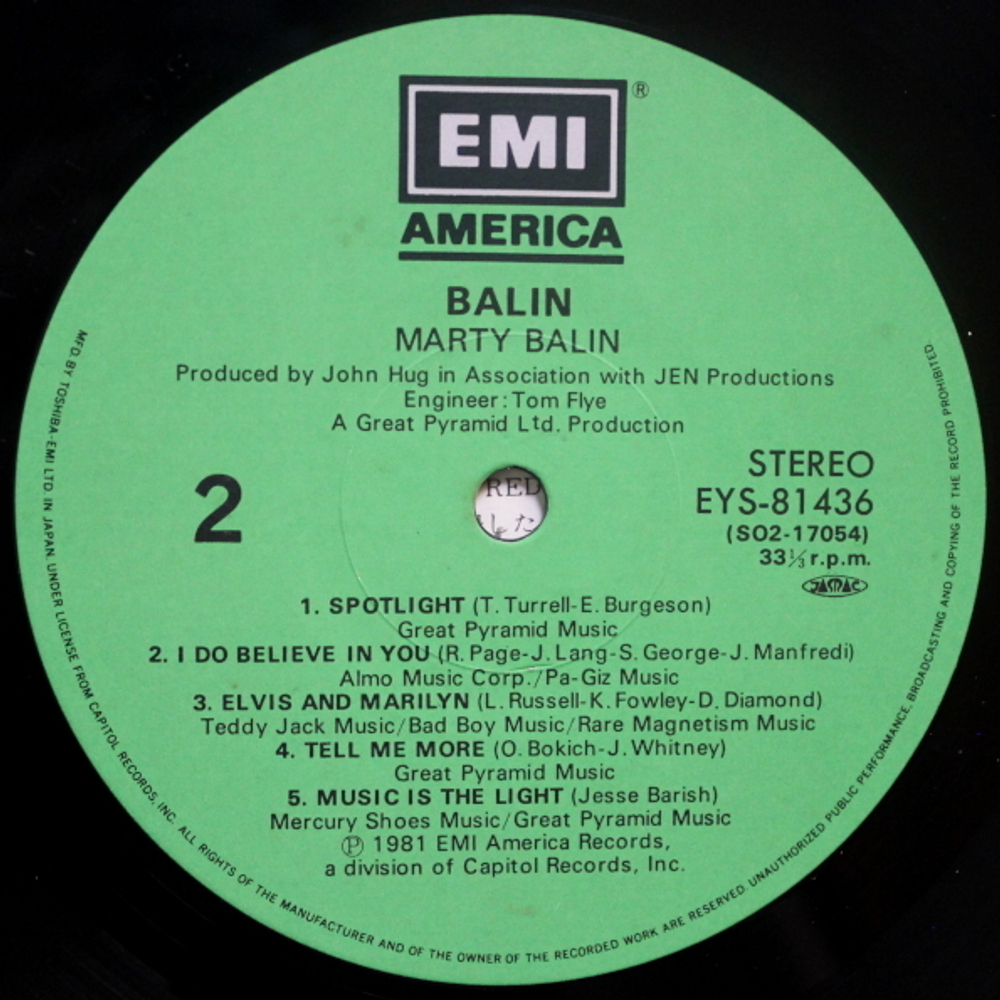 EMI
®
AMERICA
BALIN
MARTY BALIN
Produced by John Hug in Association with JEN Productions
Engineer: Tom Flye
A Great Pyramid Ltd. Production
2
STEREO
EYS-81436
(SO2-17054)
33⅓ r.p.m.
JASRAC
RED
した
1. SPOTLIGHT (T. Turrell-E. Burgeson)
Great Pyramid Music
2. I DO BELIEVE IN YOU (R. Page-J. Lang-S. George-J. Manfredi)
Almo Music Corp./Pa-Giz Music
3. ELVIS AND MARILYN (L. Russell-K. Fowley-D. Diamond)
Teddy Jack Music/Bad Boy Music/Rare Magnetism Music
4. TELL ME MORE (O. Bokich-J. Whitney)
Great Pyramid Music
5. MUSIC IS THE LIGHT (Jesse Barish)
Mercury Shoes Music/Great Pyramid Music
℗ 1981 EMI America Records,
a division of Capitol Records, Inc.
MFD. BY TOSHIBA-EMI LTD. IN JAPAN. UNDER LICENSE FROM CAPITOL RECORDS, INC. ALL RIGHTS OF THE MANUFACTURER AND OF THE OWNER OF THE RECORDED WORK ARE RESERVED. UNAUTHORIZED PUBLIC PERFORMANCE, BROADCASTING AND COPYING OF THE RECORD PROHIBITED.